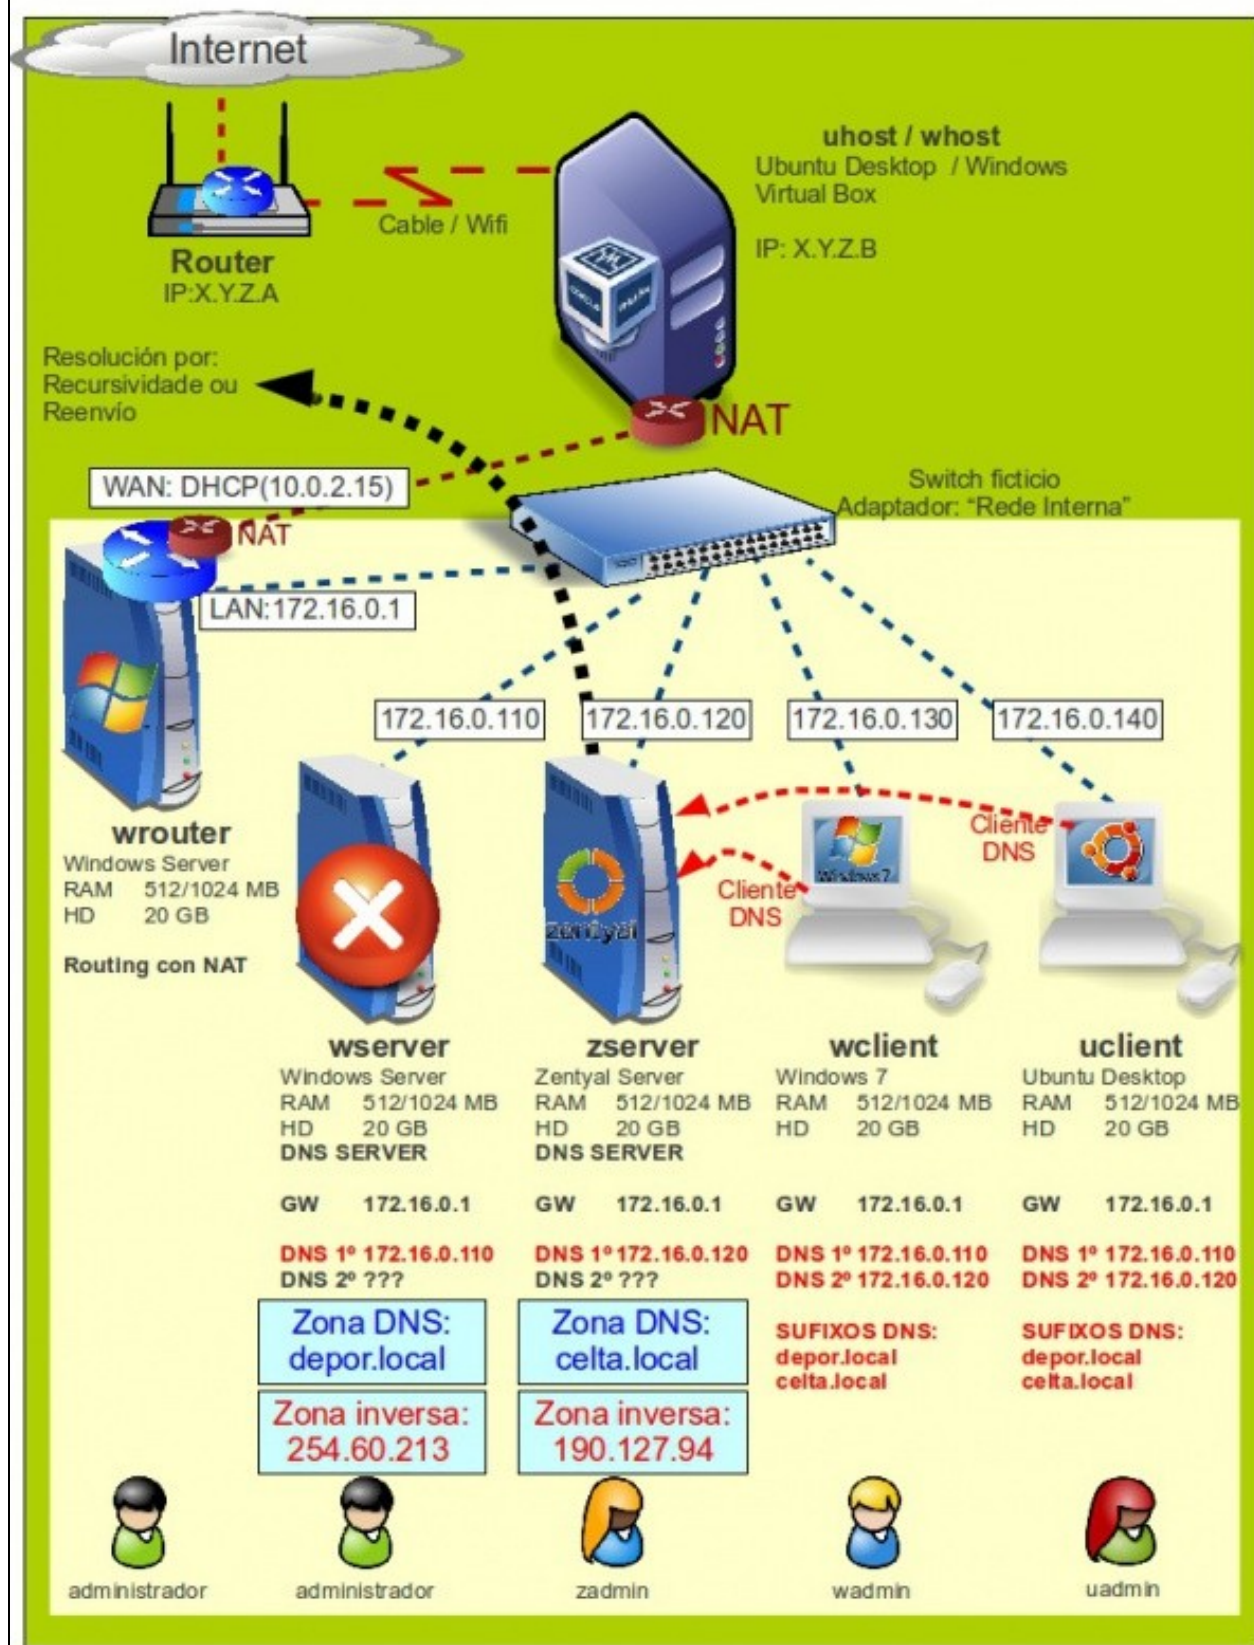 Internet
uhost / whost
Ubuntu Desktop / Windows
Virtual Box
IP: X.Y.Z.B
Cable / Wifi
Router
IP:X.Y.Z.A
Resolución por:
Recursividade ou
Reenvío
NAT
WAN: DHCP(10.0.2.15)
Switch ficticio
Adaptador: “Rede Interna”
NAT
LAN:172.16.0.1
172.16.0.110
172.16.0.120
172.16.0.130
172.16.0.140
wrouter
Windows Server
RAM 512/1024 MB
HD 20 GB
Routing con NAT
Cliente
DNS
Cliente
DNS
Windows 7
zentyal
wserver
Windows Server
RAM 512/1024 MB
HD 20 GB
DNS SERVER
GW 172.16.0.1
DNS 1º 172.16.0.110
DNS 2º ???
Zona DNS:
depor.local
Zona inversa:
254.60.213
zserver
Zentyal Server
RAM 512/1024 MB
HD 20 GB
DNS SERVER
GW 172.16.0.1
DNS 1º 172.16.0.120
DNS 2º ???
Zona DNS:
celta.local
Zona inversa:
190.127.94
wclient
Windows 7
RAM 512/1024 MB
HD 20 GB
GW 172.16.0.1
DNS 1º 172.16.0.110
DNS 2º 172.16.0.120
SUFIXOS DNS:
depor.local
celta.local
uclient
Ubuntu Desktop
RAM 512/1024 MB
HD 20 GB
GW 172.16.0.1
DNS 1º 172.16.0.110
DNS 2º 172.16.0.120
SUFIXOS DNS:
depor.local
celta.local
administrador
administrador
zadmin
wadmin
uadmin